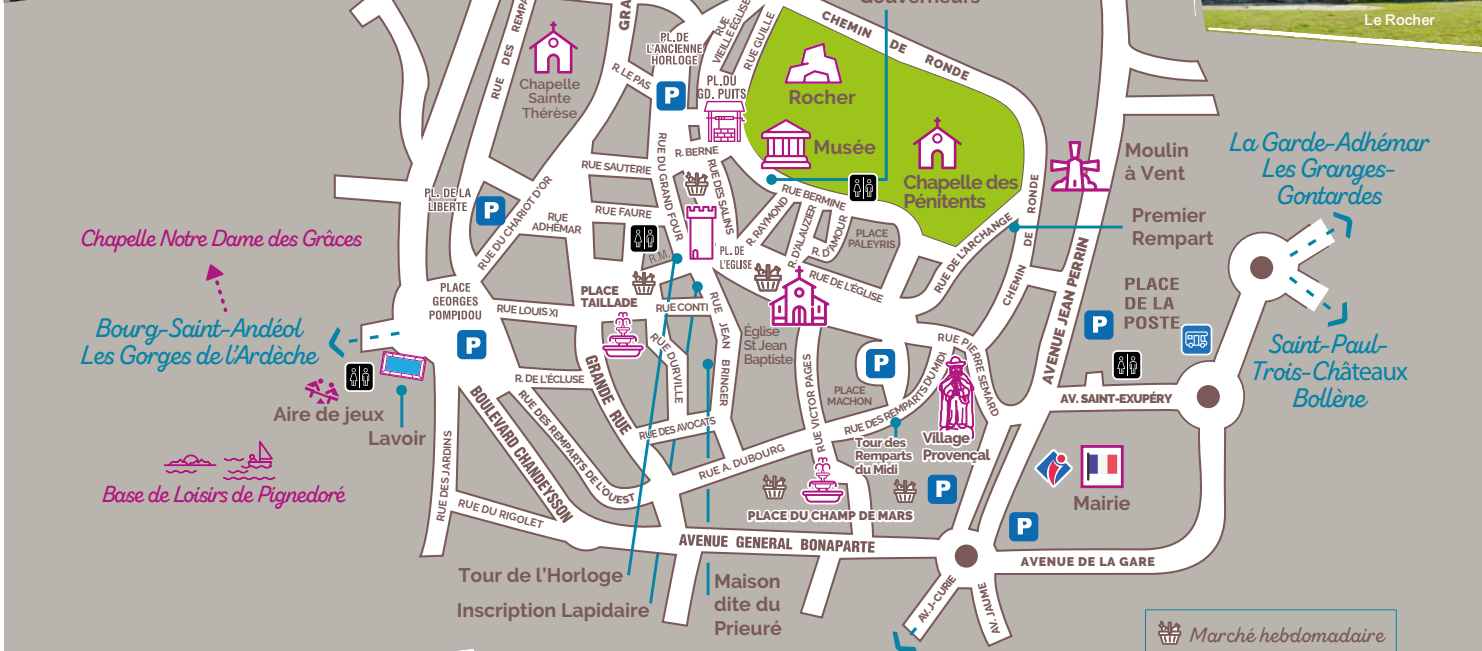 Gouverneurs
Le Rocher
CHEMIN DE RONDE
RUE DES REMPA
GRA
PL. DE
L'ANCIENNE
HORLOGE
RUE
VIEILLE ÉGLISE
RUE GUILLE
R. LE PAS
P
PL. DU
GD. PUITS
Chapelle
Sainte
Thérèse
Rocher
Musée
Chapelle des
Pénitents
Moulin
à Vent
La Garde-Adhémar
Les Granges-
Gontardes
R. BERNE
RUE SAUTERIE
RUE DU GRAND FOUR
RUE DES SALINS
RUE BERMINE
PL. DE LA
LIBERTE
P
RUE DU CHARIOT D'OR
RUE
ADHÉMAR
RUE FAURE
R.M.
R. RAYMOND
R. D'ALAUZIER
R. D'AMOUR
PLACE
PALEYRIS
RUE DE L'ARCHANGE
CHEMIN DE RONDE
Premier
Rempart
Chapelle Notre Dame des Grâces
PL. DE
L'EGLISE
RUE DE L'ÉGLISE
AVENUE JEAN PERRIN
PLACE
DE LA
POSTE
P
PLACE
GEORGES
POMPIDOU
P
PLACE
TAILLADE
RUE LOUIS XI
RUE CONTI
RUE JEAN BRINGER
Église
St Jean
Baptiste
Bourg-Saint-Andéol
Les Gorges de l'Ardèche
Saint-Paul-
Trois-Châteaux
Bollène
RUE DURVILLE
GRANDE RUE
R. DE L'ÉCLUSE
RUE VICTOR PAGES
P
PLACE
MACHON
RUE DES REMPARTS DU MIDI
RUE PIERRE SEMARD
AV. SAINT-EXUPÉRY
Aire de jeux
Lavoir
BOULEVARD CHANDEYSSON
RUE DES REMPARTS DE L'OUEST
RUE DES AVOCATS
RUE A. DUBOURG
Tour des
Remparts
du Midi
Village
Provençal
P
Base de Loisirs de Pignedoré
RUE DES JARDINS
RUE DU RIGOLET
PLACE DU CHAMP DE MARS
Mairie
P
AVENUE GENERAL BONAPARTE
AVENUE DE LA GARE
Tour de l'Horloge
Inscription Lapidaire
Maison
dite du
Prieuré
AV. J-CURIE
AV. JAUME
Marché hebdomadaire